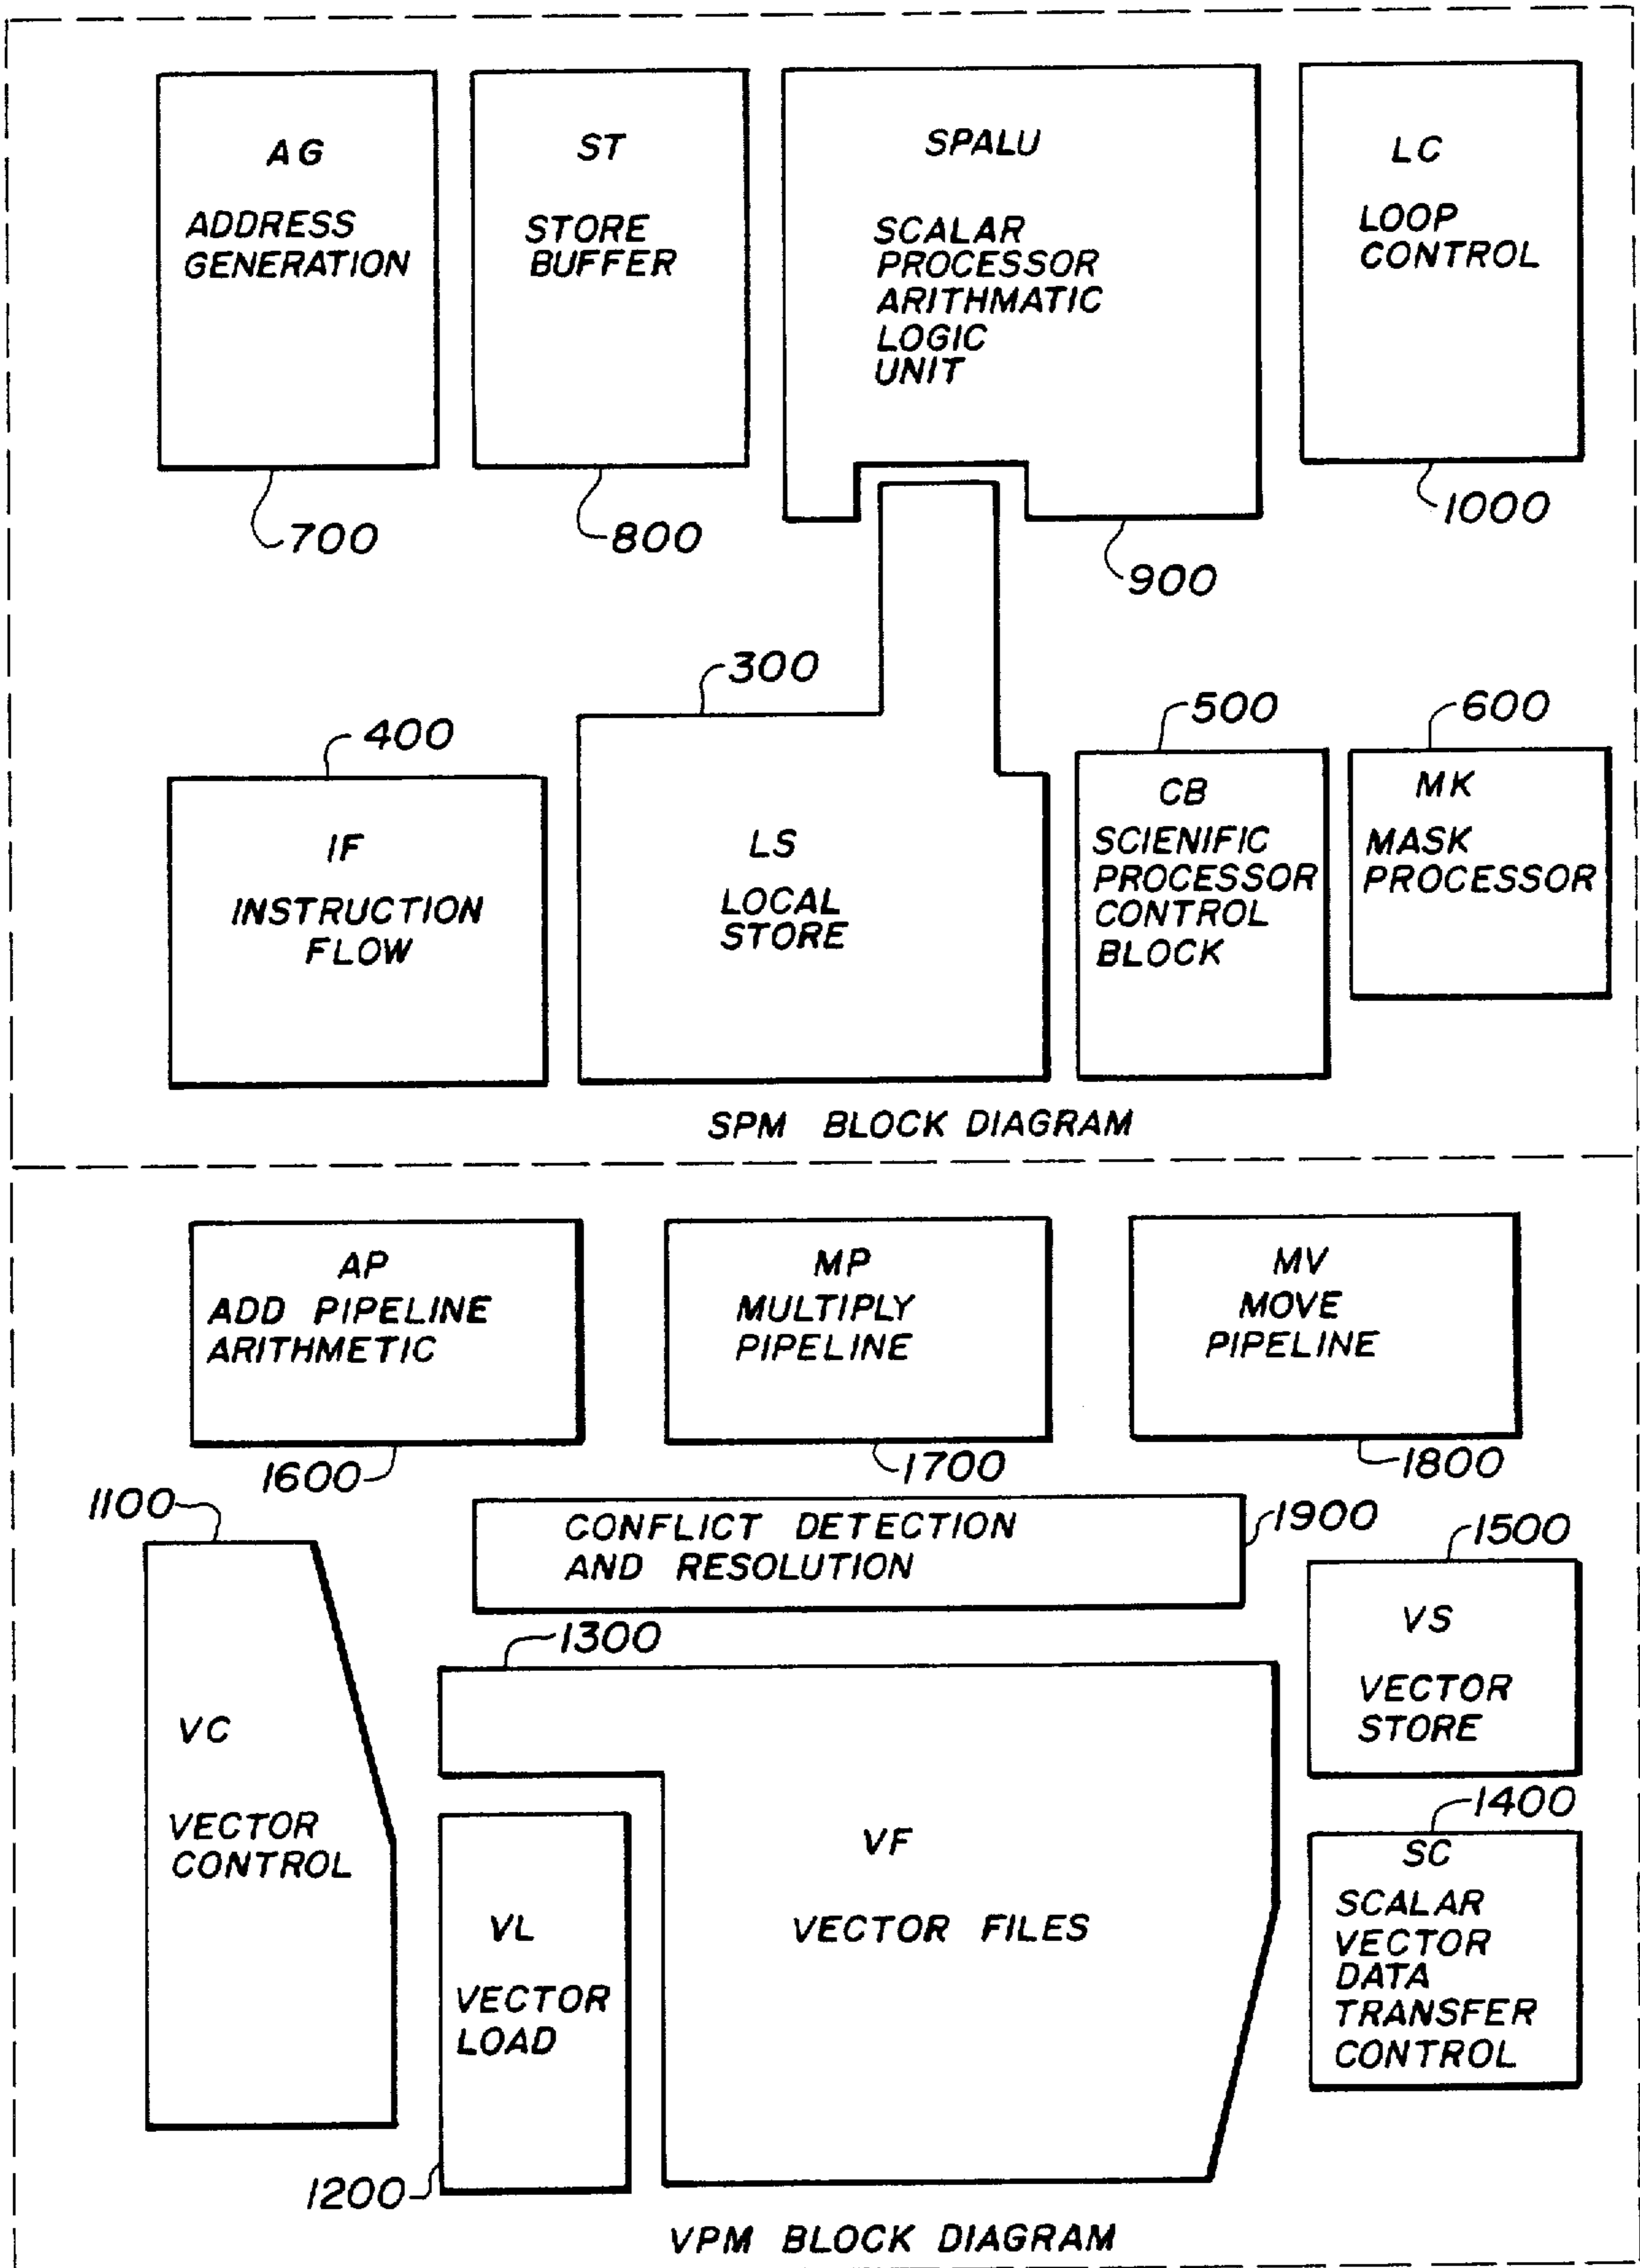 AG
ADDRESS
GENERATION
700
ST
STORE
BUFFER
800
SPALU
SCALAR
PROCESSOR
ARITHMATIC
LOGIC
UNIT
900
LC
LOOP
CONTROL
1000
400
IF
INSTRUCTION
FLOW
300
LS
LOCAL
STORE
500
CB
SCIENIFIC
PROCESSOR
CONTROL
BLOCK
600
MK
MASK
PROCESSOR
SPM BLOCK DIAGRAM
AP
ADD PIPELINE
ARITHMETIC
1600
MP
MULTIPLY
PIPELINE
1700
MV
MOVE
PIPELINE
1800
1100
VC
VECTOR
CONTROL
CONFLICT DETECTION
AND RESOLUTION
1900
1300
VF
VECTOR FILES
VL
VECTOR
LOAD
1200
1500
VS
VECTOR
STORE
1400
SC
SCALAR
VECTOR
DATA
TRANSFER
CONTROL
VPM BLOCK DIAGRAM